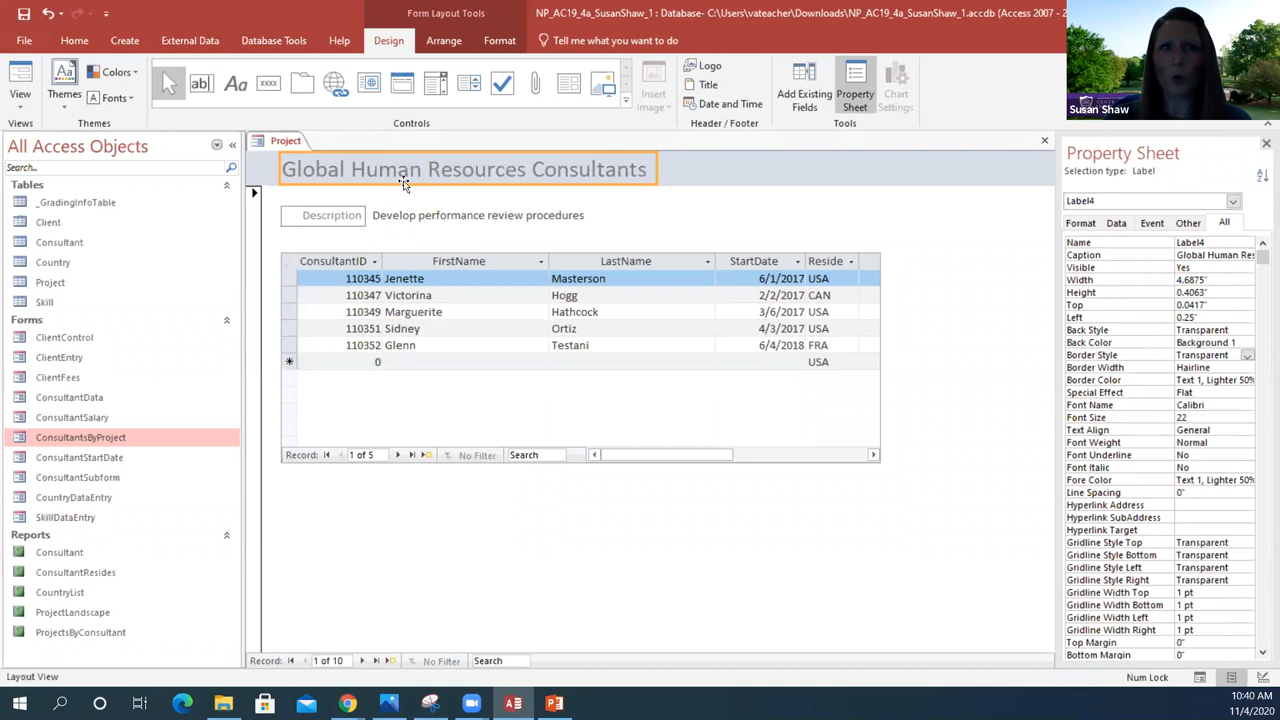 Form Layout Tools
NP_AC19_4a_SusanShaw_1 : Database- C:\Users\vateacher\Downloads\NP_AC19_4a_SusanShaw_1.accdb (Access 2007 - 2
File Home Create External Data Database Tools Help Design Arrange Format Tell me what you want to do
View
Themes
Colors
Fonts
Aa
Insert
Image
Logo
Title
Date and Time
Add Existing
Fields
Property
Sheet
Chart
Settings
Views Themes Controls Header / Footer Tools
Susan Shaw
All Access Objects
Search...
Tables
_GradingInfoTable
Client
Consultant
Country
Project
Skill
Forms
ClientControl
ClientEntry
ClientFees
ConsultantData
ConsultantSalary
ConsultantsByProject
ConsultantStartDate
ConsultantSubform
CountryDataEntry
SkillDataEntry
Reports
Consultant
ConsultantResides
CountryList
ProjectLandscape
ProjectsByConsultant
Project
Global Human Resources Consultants
Description Develop performance review procedures
ConsultantID FirstName LastName StartDate Reside
110345 Jenette Masterson 6/1/2017 USA
110347 Victorina Hogg 2/2/2017 CAN
110349 Marguerite Hathcock 3/6/2017 USA
110351 Sidney Ortiz 4/3/2017 USA
110352 Glenn Testani 6/4/2018 FRA
0 USA
Record: 1 of 5 No Filter Search
Record: 1 of 10 No Filter Search
Property Sheet
Selection type: Label
Label4
Format Data Event Other All
Name Label4
Caption Global Human Res
Visible Yes
Width 4.6875"
Height 0.4063"
Top 0.0417"
Left 0.25"
Back Style Transparent
Back Color Background 1
Border Style Transparent
Border Width Hairline
Border Color Text 1, Lighter 50%
Special Effect Flat
Font Name Calibri
Font Size 22
Text Align General
Font Weight Normal
Font Underline No
Font Italic No
Fore Color Text 1, Lighter 50%
Line Spacing 0"
Hyperlink Address
Hyperlink SubAddress
Hyperlink Target
Gridline Style Top Transparent
Gridline Style Bottom Transparent
Gridline Style Left Transparent
Gridline Style Right Transparent
Gridline Width Top 1 pt
Gridline Width Bottom 1 pt
Gridline Width Left 1 pt
Gridline Width Right 1 pt
Top Margin 0"
Bottom Margin 0"
Layout View Num Lock
10:40 AM
11/4/2020